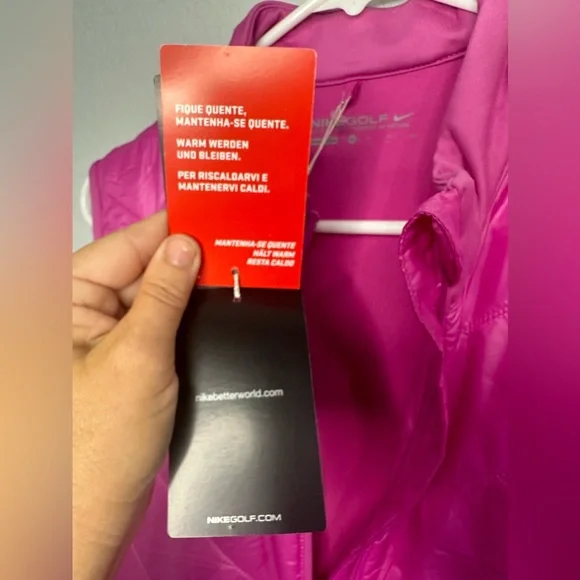 FIQUE QUENTE,
MANTENHA-SE QUENTE.
WARM WERDEN
UND BLEIBEN.
PER RISCALDARVI E
MANTENERVI CALDI.
MANTENHA-SE QUENTE
HÄLT WARM
RESTA CALDO
NIKEGOLF
nikebetterworld.com
NIKEGOLF.COM